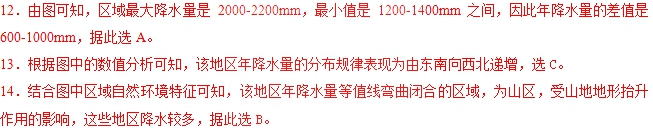 12．由图可知，区域最大降水量是 2000-2200mm，最小值是 1200-1400mm 之间，因此年降水量的差值是
600-1000mm，据此选 A。
13．根据图中的数值分析可知，该地区年降水量的分布规律表现为由东南向西北递增，选 C。
14．结合图中区域自然环境特征可知，该地区年降水量等值线弯曲闭合的区域，为山区，受山地地形抬升
作用的影响，这些地区降水较多，据此选 B。